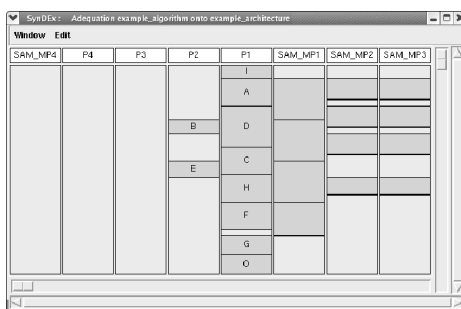 SynDEx : Adequation example_algorithm onto example_architecture
Window Edit
SAM_MP4 P4 P3 P2 P1 SAM_MP1 SAM_MP2 SAM_MP3
I
A
B D
C
E
H
F
G
O